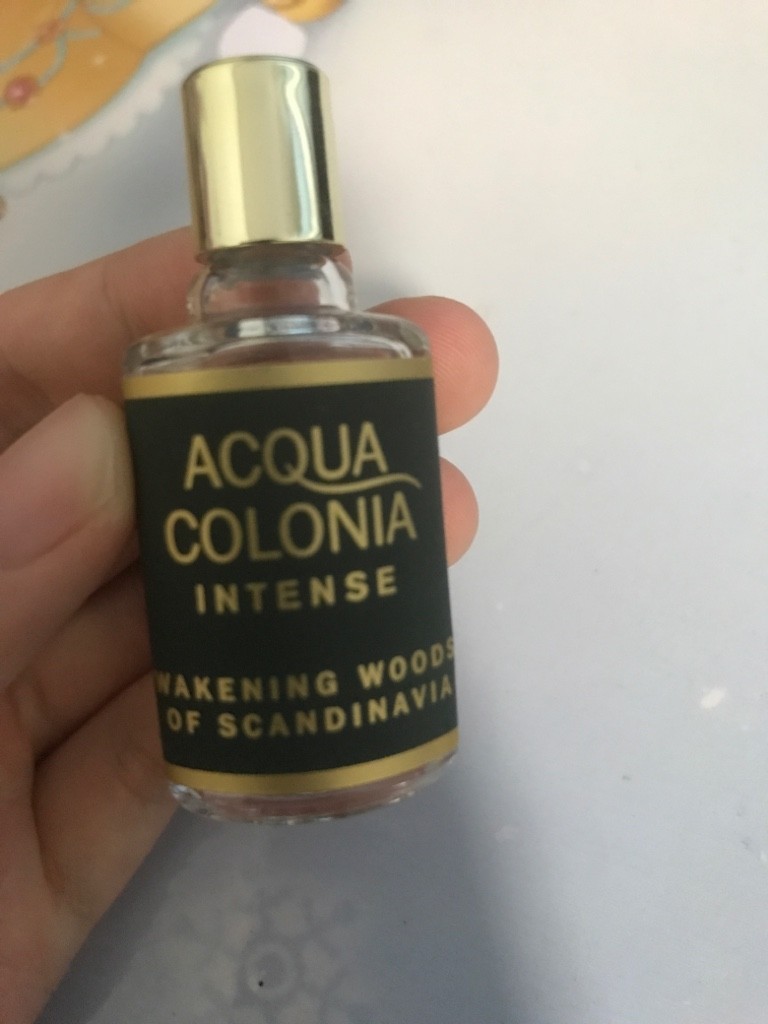 ACQUA
COLONIA
INTENSE
WAKENING WOODS
OF SCANDINAVIA